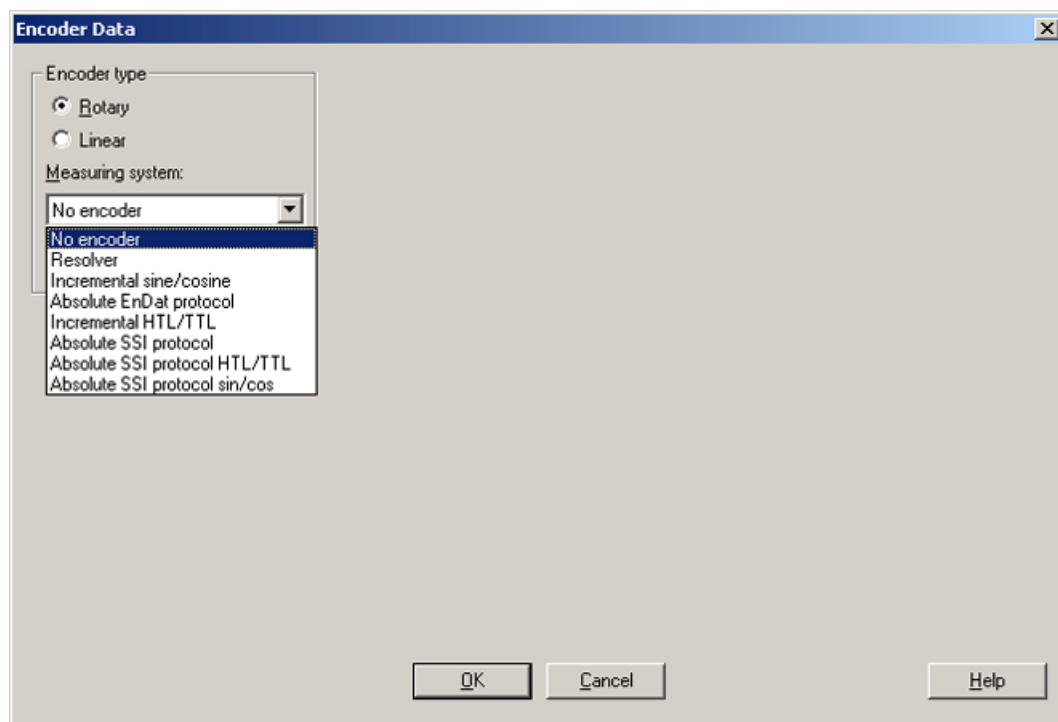 Encoder Data
Encoder type
Rotary
Linear
Measuring system:
No encoder
No encoder
Resolver
Incremental sine/cosine
Absolute EnDat protocol
Incremental HTL/TTL
Absolute SSI protocol
Absolute SSI protocol HTL/TTL
Absolute SSI protocol sin/cos
OK Cancel Help